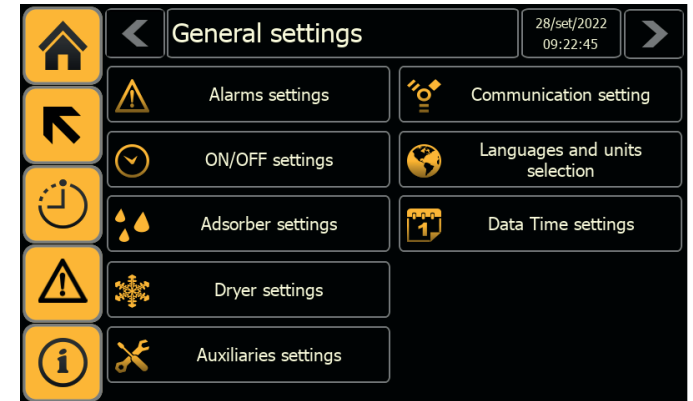 General settings
28/set/2022
09:22:45
Alarms settings
Communication setting
ON/OFF settings
Languages and units
selection
Adsorber settings
1
Data Time settings
Dryer settings
Auxiliaries settings
i